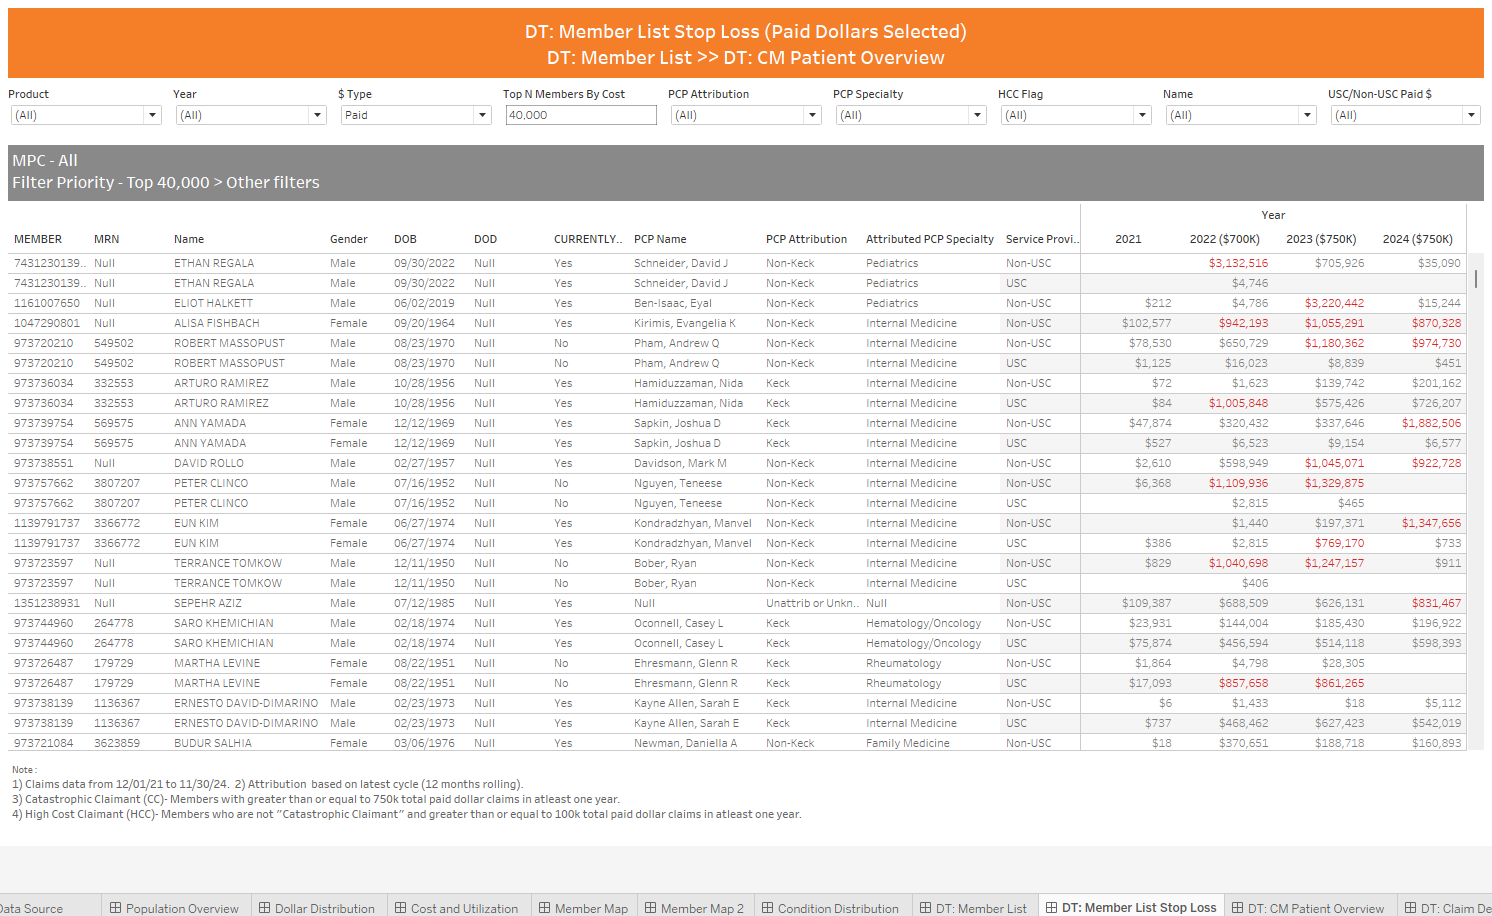 DT: Member List Stop Loss (Paid Dollars Selected)
DT: Member List >> DT: CM Patient Overview
Product Year $ Type Top N Members By Cost PCP Attribution PCP Specialty HCC Flag Name USC/Non-USC Paid $
(All) (All) Paid 40,000 (All) (All) (All) (All) (All)
MPC - All
Filter Priority - Top 40,000 > Other filters
Year
MEMBER MRN Name Gender DOB DOD CURRENTLY.. PCP Name PCP Attribution Attributed PCP Specialty Service Provi.. 2021 2022 ($700K) 2023 ($750K) 2024 ($750K)
7431230139.. Null ETHAN REGALA Male 09/30/2022 Null Yes Schneider, David J Non-Keck Pediatrics Non-USC $3,132,516 $705,926 $35,090
7431230139.. Null ETHAN REGALA Male 09/30/2022 Null Yes Schneider, David J Non-Keck Pediatrics USC $4,746
1161007650 Null ELIOT HALKETT Male 06/02/2019 Null Yes Ben-Isaac, Eyal Non-Keck Pediatrics Non-USC $212 $4,786 $3,220,442 $15,244
1047290801 Null ALISA FISHBACH Female 09/20/1964 Null Yes Kirimis, Evangelia K Non-Keck Internal Medicine Non-USC $102,577 $942,193 $1,055,291 $870,328
973720210 549502 ROBERT MASSOPUST Male 08/23/1970 Null No Pham, Andrew Q Non-Keck Internal Medicine Non-USC $78,530 $650,729 $1,180,362 $974,730
973720210 549502 ROBERT MASSOPUST Male 08/23/1970 Null No Pham, Andrew Q Non-Keck Internal Medicine USC $1,125 $16,023 $8,839 $451
973736034 332553 ARTURO RAMIREZ Male 10/28/1956 Null Yes Hamiduzzaman, Nida Keck Internal Medicine Non-USC $72 $1,623 $139,742 $201,162
973736034 332553 ARTURO RAMIREZ Male 10/28/1956 Null Yes Hamiduzzaman, Nida Keck Internal Medicine USC $84 $1,005,848 $575,426 $726,207
973739754 569575 ANN YAMADA Female 12/12/1969 Null Yes Sapkin, Joshua D Keck Internal Medicine Non-USC $47,874 $320,432 $337,646 $1,882,506
973739754 569575 ANN YAMADA Female 12/12/1969 Null Yes Sapkin, Joshua D Keck Internal Medicine USC $527 $6,523 $9,154 $6,577
973738551 Null DAVID ROLLO Male 02/27/1957 Null Yes Davidson, Mark M Non-Keck Internal Medicine Non-USC $2,610 $598,949 $1,045,071 $922,728
973757662 3807207 PETER CLINCO Male 07/16/1952 Null No Nguyen, Teneese Non-Keck Internal Medicine Non-USC $6,368 $1,109,936 $1,329,875
973757662 3807207 PETER CLINCO Male 07/16/1952 Null No Nguyen, Teneese Non-Keck Internal Medicine USC $2,815 $465
1139791737 3366772 EUN KIM Female 06/27/1974 Null Yes Kondradzhyan, Manvel Non-Keck Internal Medicine Non-USC $1,440 $197,371 $1,347,656
1139791737 3366772 EUN KIM Female 06/27/1974 Null Yes Kondradzhyan, Manvel Non-Keck Internal Medicine USC $386 $2,815 $769,170 $733
973723597 Null TERRANCE TOMKOW Male 12/11/1950 Null No Bober, Ryan Non-Keck Internal Medicine Non-USC $829 $1,040,698 $1,247,157 $911
973723597 Null TERRANCE TOMKOW Male 12/11/1950 Null No Bober, Ryan Non-Keck Internal Medicine USC $406
1351238931 Null SEPEHR AZIZ Male 07/12/1985 Null Yes Null Unattrib or Unkn.. Null Non-USC $109,387 $688,509 $626,131 $831,467
973744960 264778 SARO KHEMICHIAN Male 02/18/1974 Null Yes Oconnell, Casey L Keck Hematology/Oncology Non-USC $23,931 $144,004 $185,430 $196,922
973744960 264778 SARO KHEMICHIAN Male 02/18/1974 Null Yes Oconnell, Casey L Keck Hematology/Oncology USC $75,874 $456,594 $514,118 $598,393
973726487 179729 MARTHA LEVINE Female 08/22/1951 Null No Ehresmann, Glenn R Keck Rheumatology Non-USC $1,864 $4,798 $28,305
973726487 179729 MARTHA LEVINE Female 08/22/1951 Null No Ehresmann, Glenn R Keck Rheumatology USC $17,093 $857,658 $861,265
973738139 1136367 ERNESTO DAVID-DIMARINO Male 02/23/1973 Null Yes Kayne Allen, Sarah E Keck Internal Medicine Non-USC $6 $1,433 $18 $5,112
973738139 1136367 ERNESTO DAVID-DIMARINO Male 02/23/1973 Null Yes Kayne Allen, Sarah E Keck Internal Medicine USC $737 $468,462 $627,423 $542,019
973721084 3623859 BUDUR SALHIA Female 03/06/1976 Null Yes Newman, Daniella A Non-Keck Family Medicine Non-USC $18 $370,651 $188,718 $160,893
Note :
1) Claims data from 12/01/21 to 11/30/24. 2) Attribution based on latest cycle (12 months rolling).
3) Catastrophic Claimant (CC)- Members with greater than or equal to 750k total paid dollar claims in atleast one year.
4) High Cost Claimant (HCC)- Members who are not "Catastrophic Claimant" and greater than or equal to 100k total paid dollar claims in atleast one year.
Data Source Population Overview Dollar Distribution Cost and Utilization Member Map Member Map 2 Condition Distribution DT: Member List DT: Member List Stop Loss DT: CM Patient Overview DT: Claim De